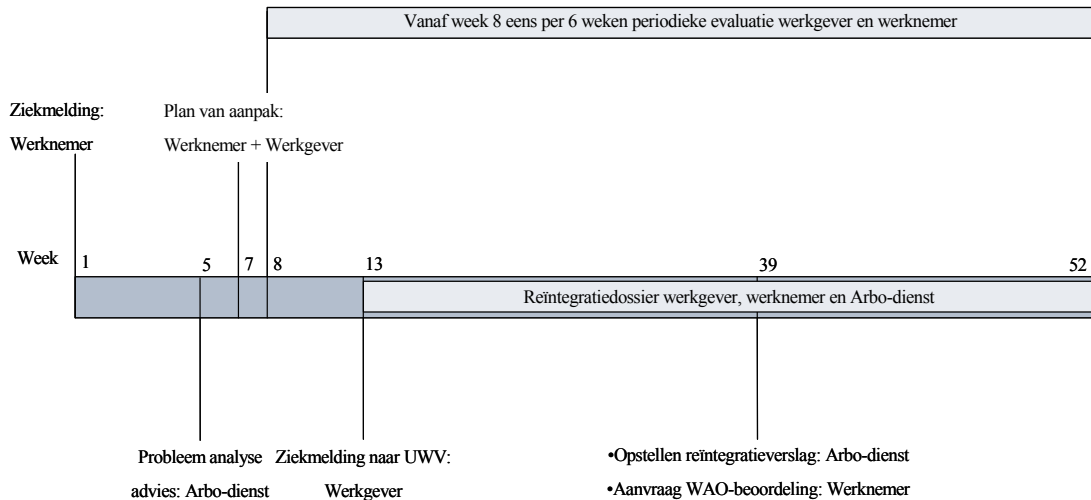 Vanaf week 8 eens per 6 weken periodieke evaluatie werkgever en werknemer
Ziekmelding:
Werknemer
Plan van aanpak:
Werknemer + Werkgever
Week
1
5
7
8
13
39
52
Reïntegratiedossier werkgever, werknemer en Arbo-dienst
Probleem analyse
advies: Arbo-dienst
Ziekmelding naar UWV:
Werkgever
•Opstellen reïntegratieverslag: Arbo-dienst
•Aanvraag WAO-beoordeling: Werknemer